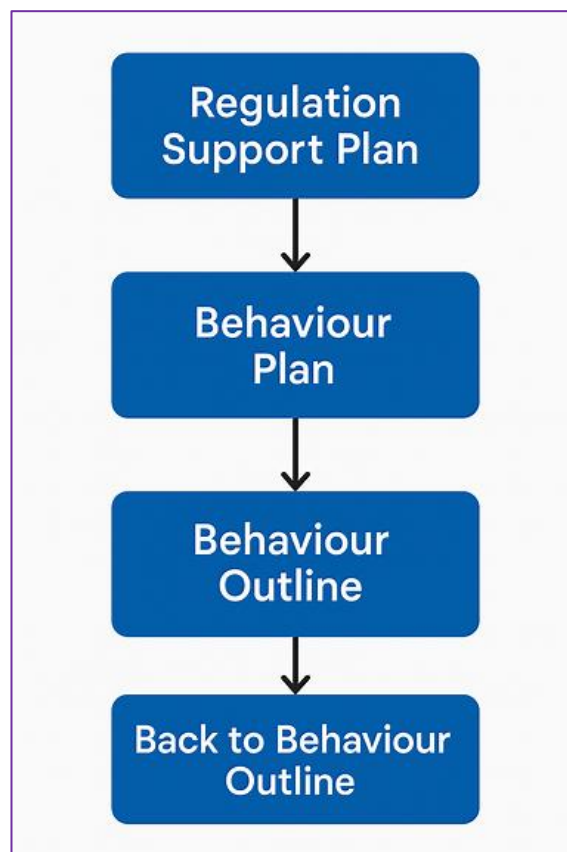 Regulation
Support Plan
Behaviour
Plan
Behaviour
Outline
Back to Behaviour
Outline